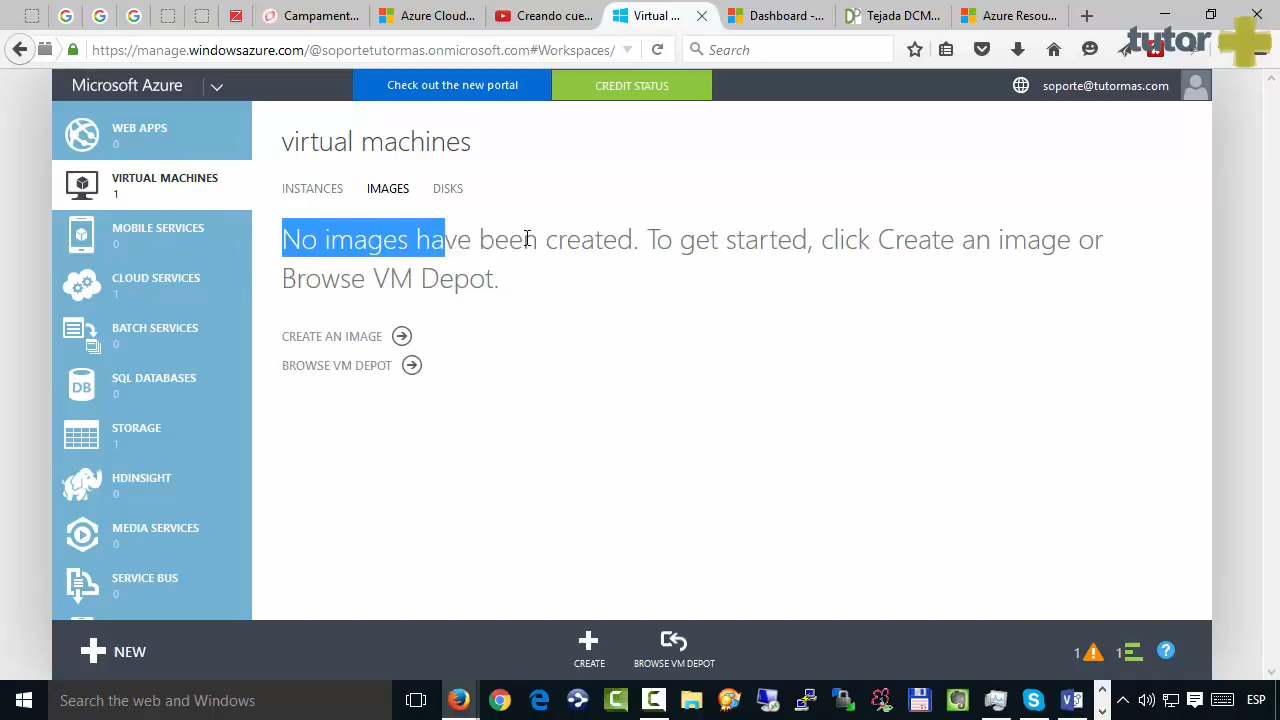 Campament...
Azure Cloud...
Creando cue...
Virtual ...
Dashboard -...
Tejada DCM...
Azure Resou...
https://manage.windowsazure.com/@soportetutormas.onmicrosoft.com#Workspaces/
Search
tutor
Microsoft Azure
Check out the new portal
CREDIT STATUS
soporte@tutormas.com
WEB APPS
0
VIRTUAL MACHINES
1
MOBILE SERVICES
0
CLOUD SERVICES
1
BATCH SERVICES
0
SQL DATABASES
0
DB
STORAGE
1
HDINSIGHT
0
MEDIA SERVICES
0
SERVICE BUS
0
virtual machines
INSTANCES IMAGES DISKS
No images have been created. To get started, click Create an image or
Browse VM Depot.
CREATE AN IMAGE
BROWSE VM DEPOT
NEW
CREATE
BROWSE VM DEPOT
1
1
?
Search the web and Windows
ESP